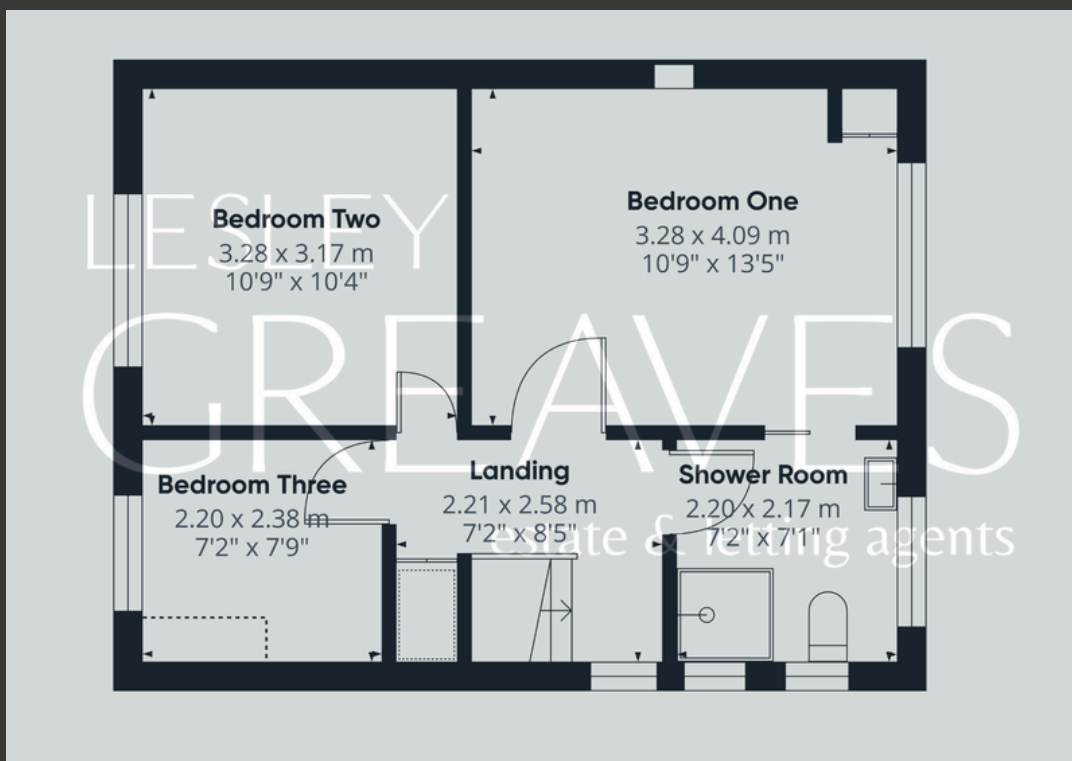 LESLEY
GREAVES
estate & letting agents
Bedroom Two
3.28 x 3.17 m
10'9" x 10'4"
Bedroom One
3.28 x 4.09 m
10'9" x 13'5"
Bedroom Three
2.20 x 2.38 m
7'2" x 7'9"
Landing
2.21 x 2.58 m
7'2" x 8'5"
Shower Room
2.20 x 2.17 m
7'2" x 7'1"